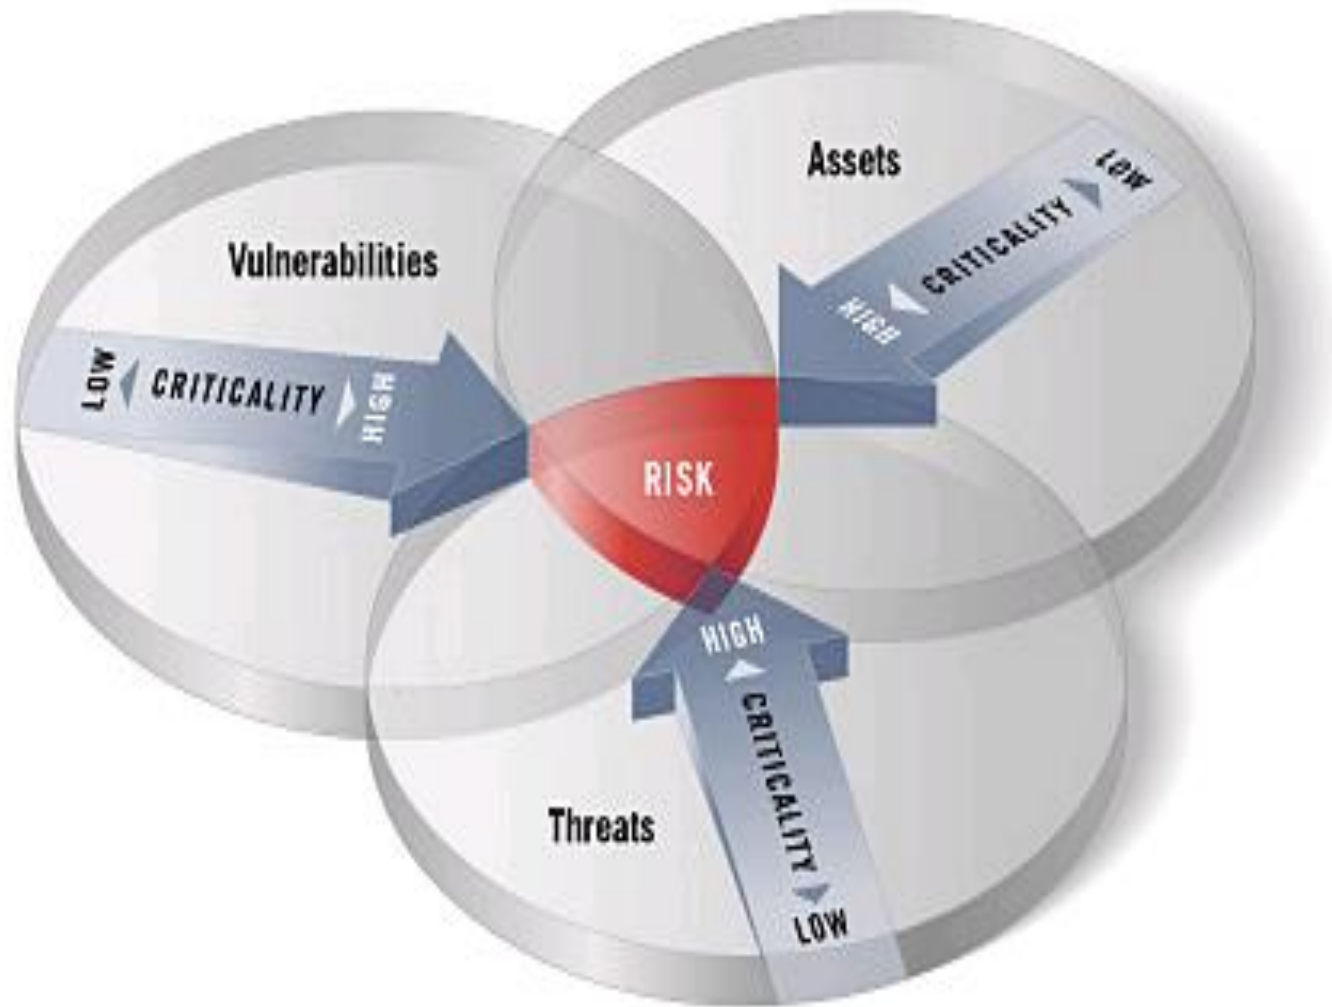 Assets
LOW
CRITICALITY
HIGH
Vulnerabilities
LOW
CRITICALITY
HIGH
RISK
HIGH
CRITICALITY
LOW
Threats